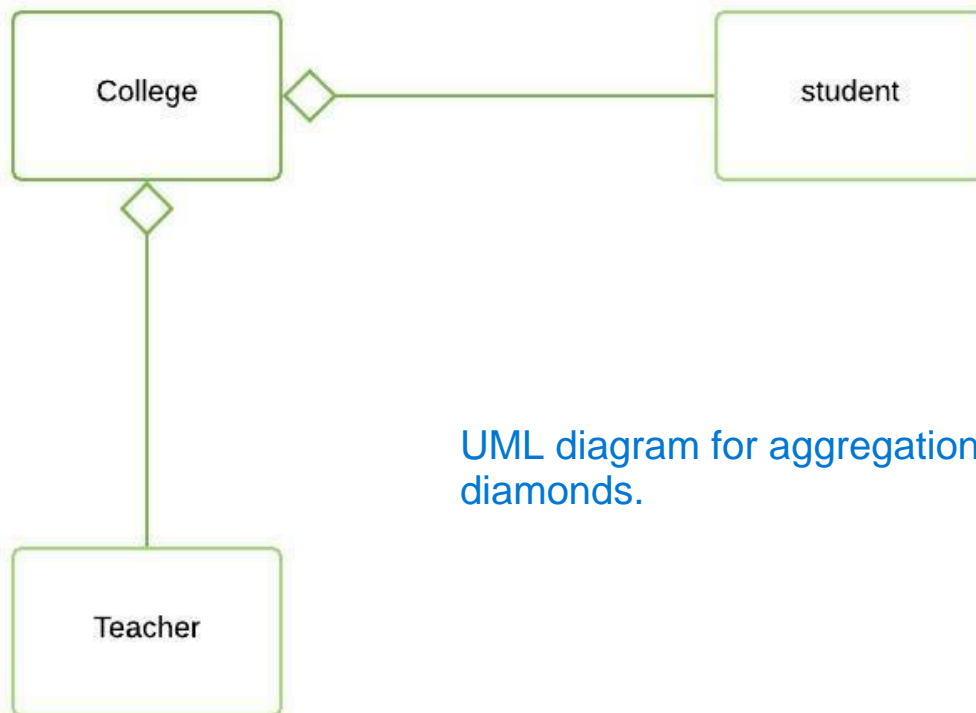 College
student
UML diagram for aggregation
diamonds.
Teacher